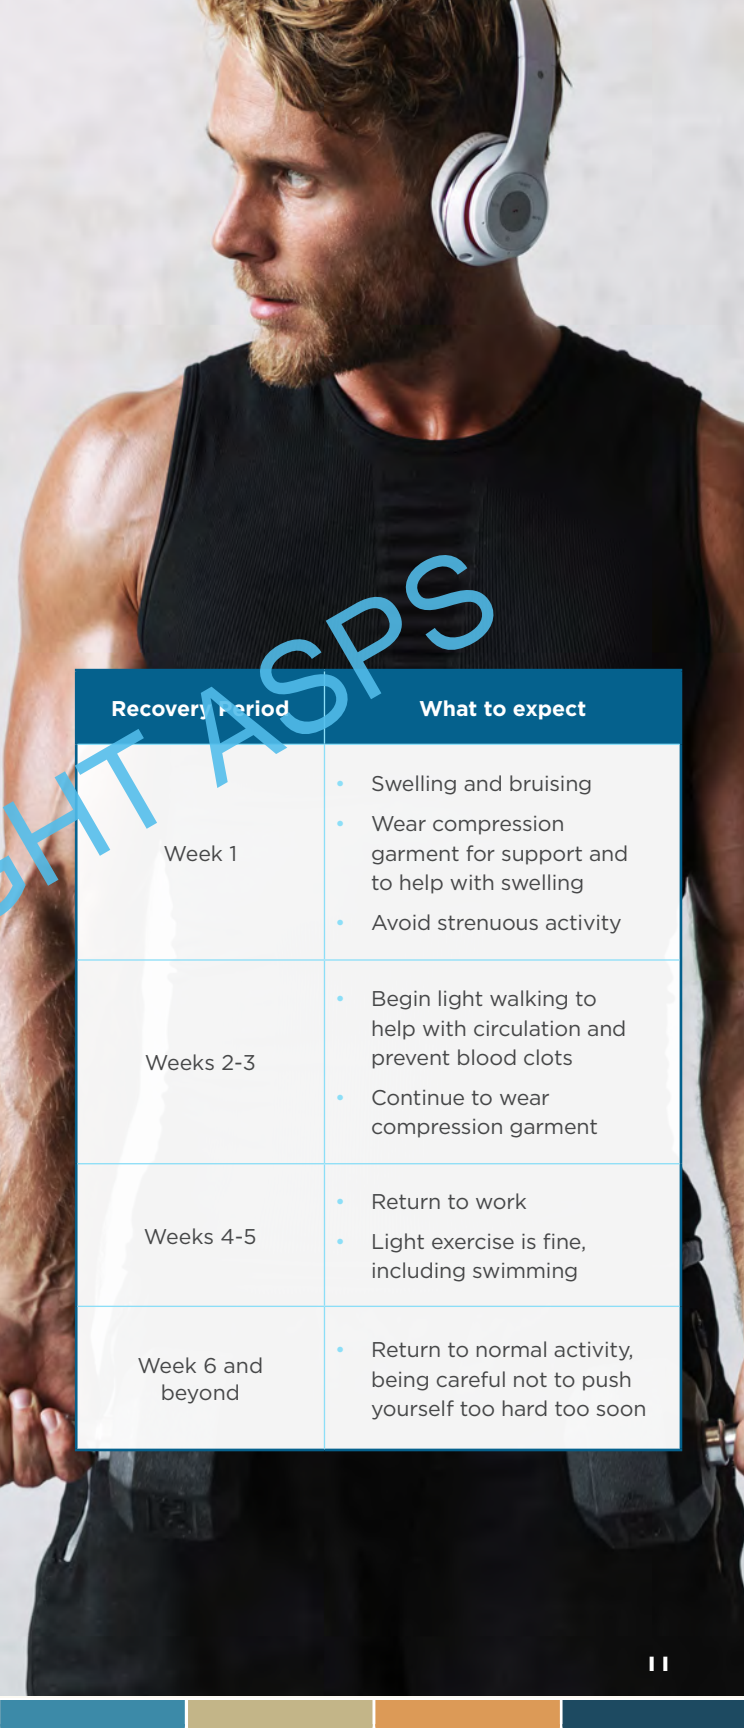 Recovery Period
What to expect
Week 1
• Swelling and bruising
• Wear compression
garment for support and
to help with swelling
• Avoid strenuous activity
Weeks 2-3
• Begin light walking to
help with circulation and
prevent blood clots
• Continue to wear
compression garment
Weeks 4-5
• Return to work
• Light exercise is fine,
including swimming
Week 6 and
beyond
• Return to normal activity,
being careful not to push
yourself too hard too soon
GHT ASPS
11